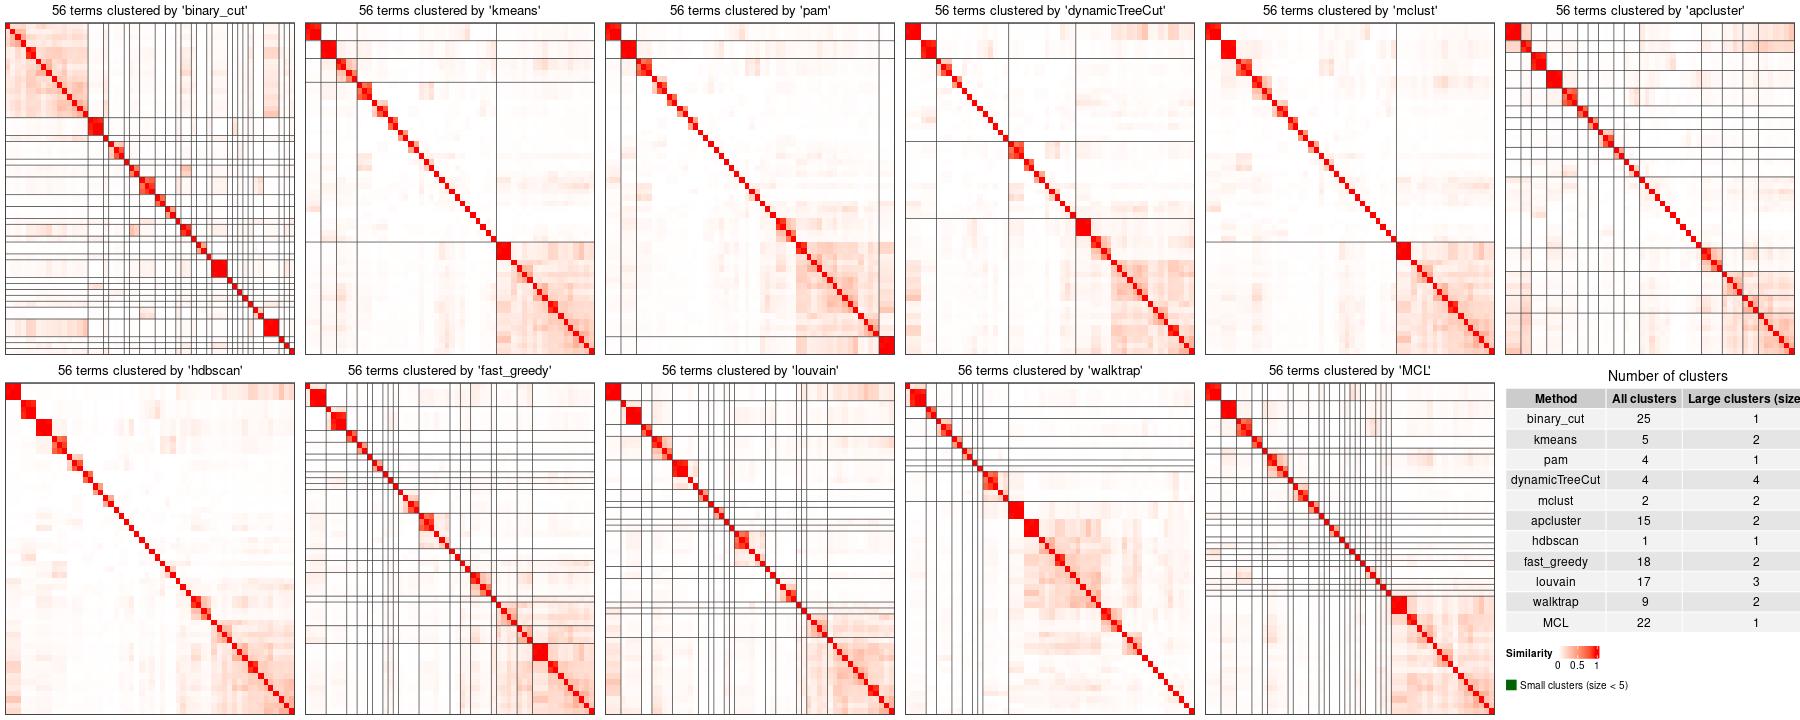 56 terms clustered by 'binary_cut'
56 terms clustered by 'kmeans'
56 terms clustered by 'pam'
56 terms clustered by 'dynamicTreeCut'
56 terms clustered by 'mclust'
56 terms clustered by 'apcluster'
56 terms clustered by 'hdbscan'
56 terms clustered by 'fast_greedy'
56 terms clustered by 'louvain'
56 terms clustered by 'walktrap'
56 terms clustered by 'MCL'
Number of clusters
Method All clusters Large clusters (size
binary_cut 25 1
kmeans 5 2
pam 4 1
dynamicTreeCut 4 4
mclust 2 2
apcluster 15 2
hdbscan 1 1
fast_greedy 18 2
louvain 17 3
walktrap 9 2
MCL 22 1
Similarity
0 0.5 1
Small clusters (size < 5)